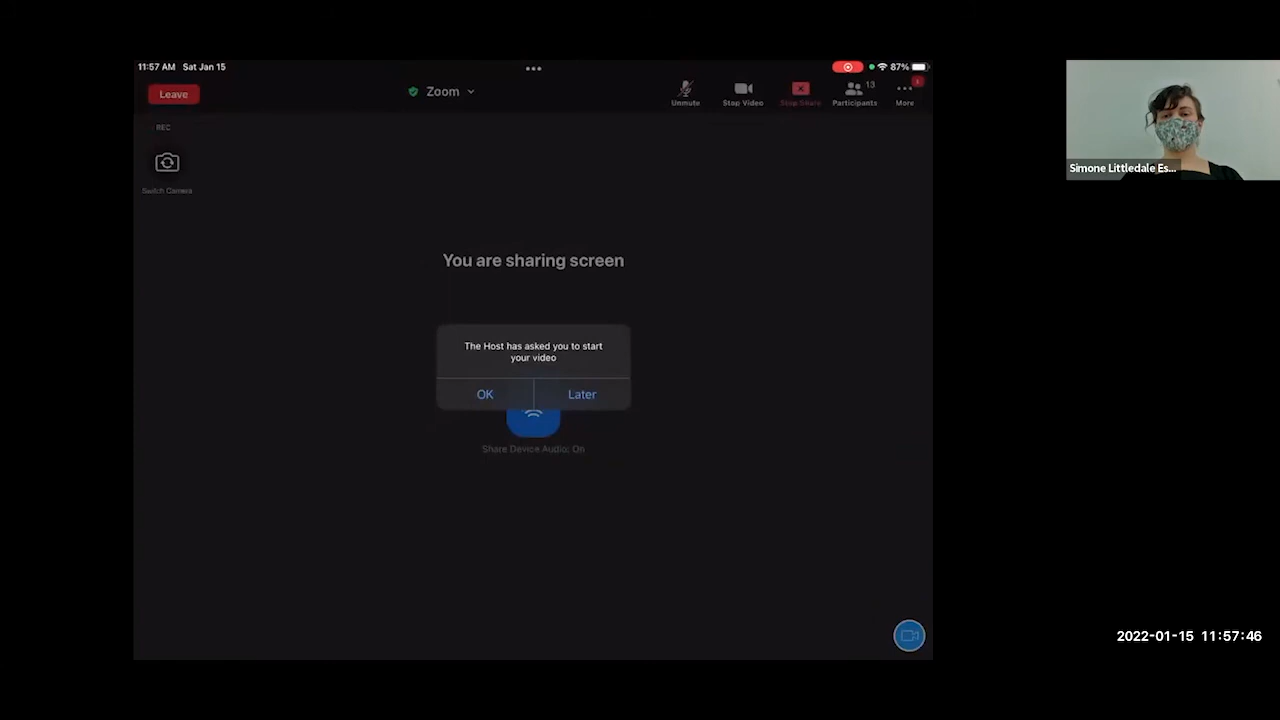 11:57 AM Sat Jan 15
87%
Leave
Zoom
Unmute
Stop Video
Stop Share
Participants
13
More
REC
Switch Camera
You are sharing screen
The Host has asked you to start
your video
OK
Later
Share Device Audio: On
Simone Littledale Es...
2022-01-15 11:57:46